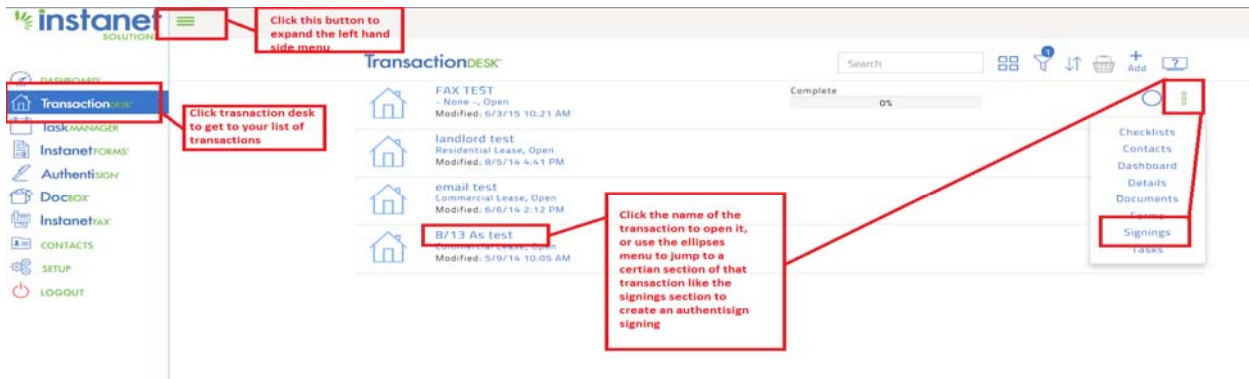 instanet
SOLUTIONS
Click this button to
expand the left hand
side menu
DASHBOARD
TransactionDESK
TaskMANAGER
InstanetFORMS
AuthentiSIGN
DocBOX
InstanetFAX
CONTACTS
SETUP
LOGOUT
Click trasnaction desk
to get to your list of
transactions
TransactionDESK
Search
1
Add
?
FAX TEST
- None -, Open
Modified: 6/3/15 10:21 AM
Complete
0%
landlord test
Residential Lease, Open
Modified: 8/5/14 4:41 PM
email test
Commercial Lease, Open
Modified: 6/6/14 2:12 PM
8/13 As test
Commercial Lease, Open
Modified: 5/9/14 10:05 AM
Click the name of the
transaction to open it,
or use the ellipses
menu to jump to a
certian section of that
transaction like the
signings section to
create an authentisign
signing
Checklists
Contacts
Dashboard
Details
Documents
Forms
Signings
Tasks